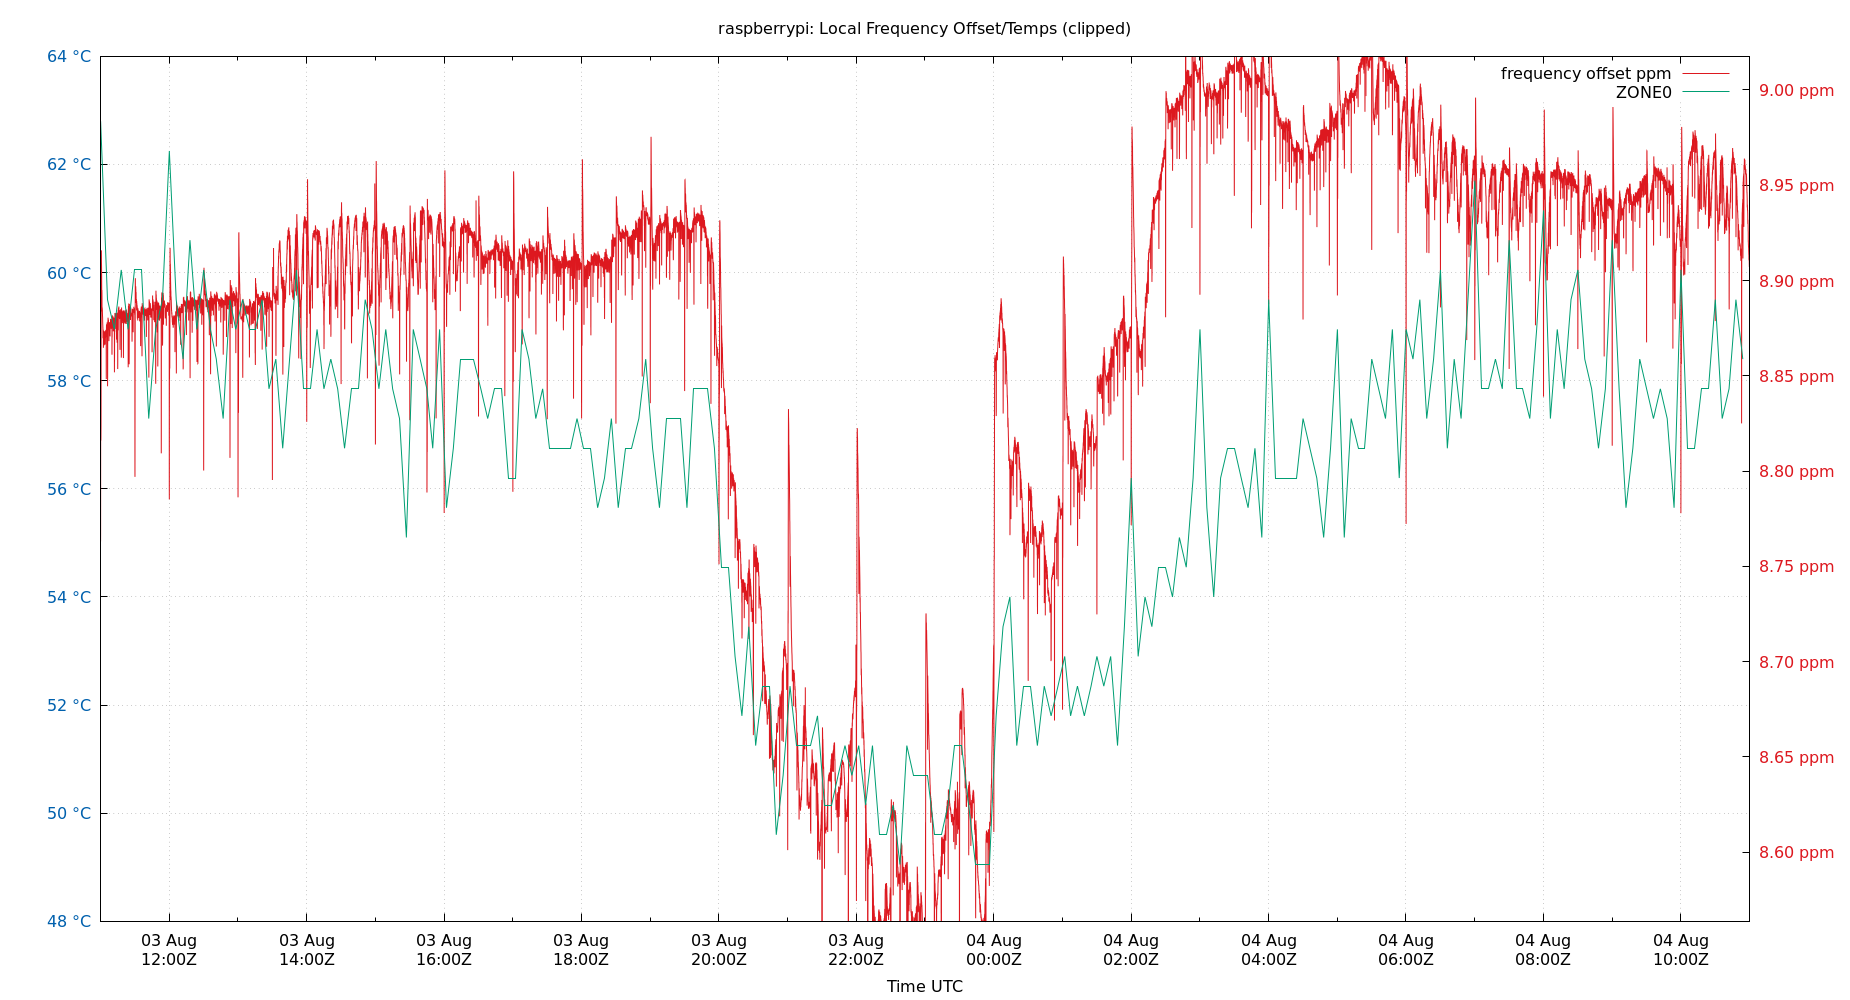 raspberrypi: Local Frequency Offset/Temps (clipped)
64 °C
62 °C
60 °C
58 °C
56 °C
54 °C
52 °C
50 °C
48 °C
frequency offset ppm
ZONE0
9.00 ppm
8.95 ppm
8.90 ppm
8.85 ppm
8.80 ppm
8.75 ppm
8.70 ppm
8.65 ppm
8.60 ppm
03 Aug 03 Aug 03 Aug 03 Aug 03 Aug 03 Aug 04 Aug 04 Aug 04 Aug 04 Aug 04 Aug 04 Aug
12:00Z 14:00Z 16:00Z 18:00Z 20:00Z 22:00Z 00:00Z 02:00Z 04:00Z 06:00Z 08:00Z 10:00Z
Time UTC